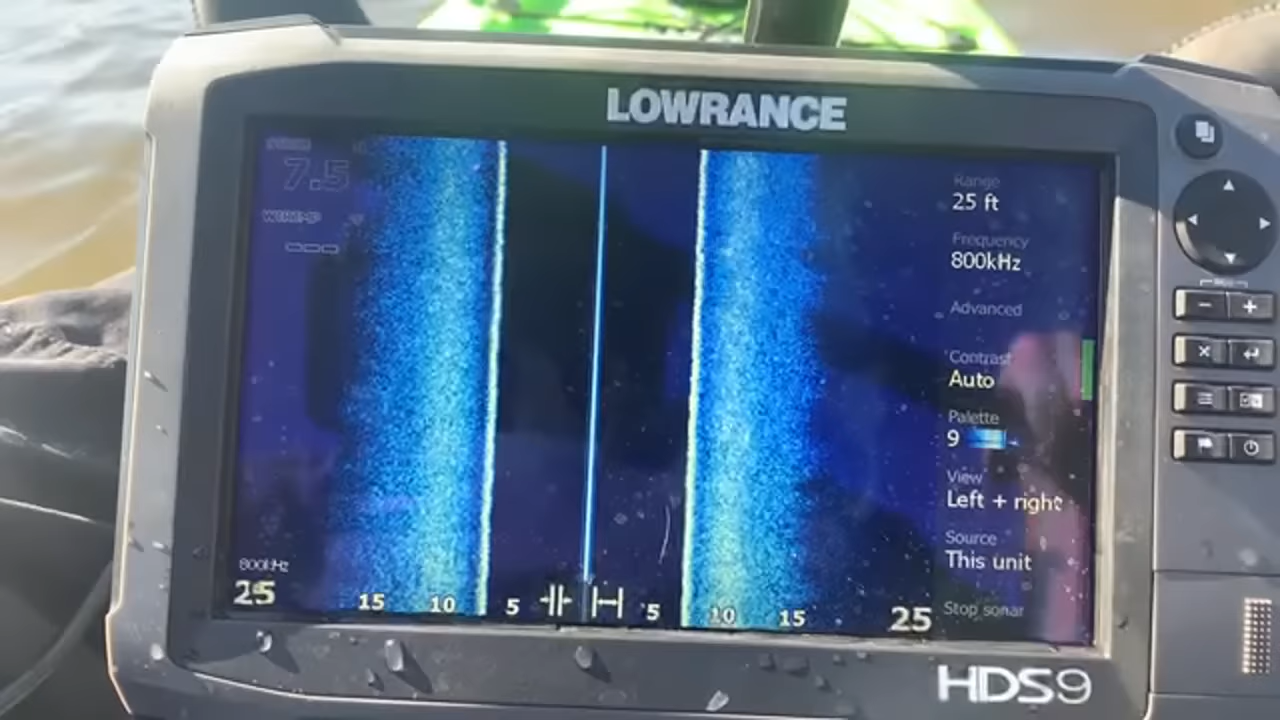 LOWRANCE
7.5
Range
25 ft
Frequency
800kHz
Advanced
Contrast
Auto
Palette
9
View
Left + right
Source
This unit
Stop sonar
800kHz
25 15 10 5 5 10 15 25
HDS9